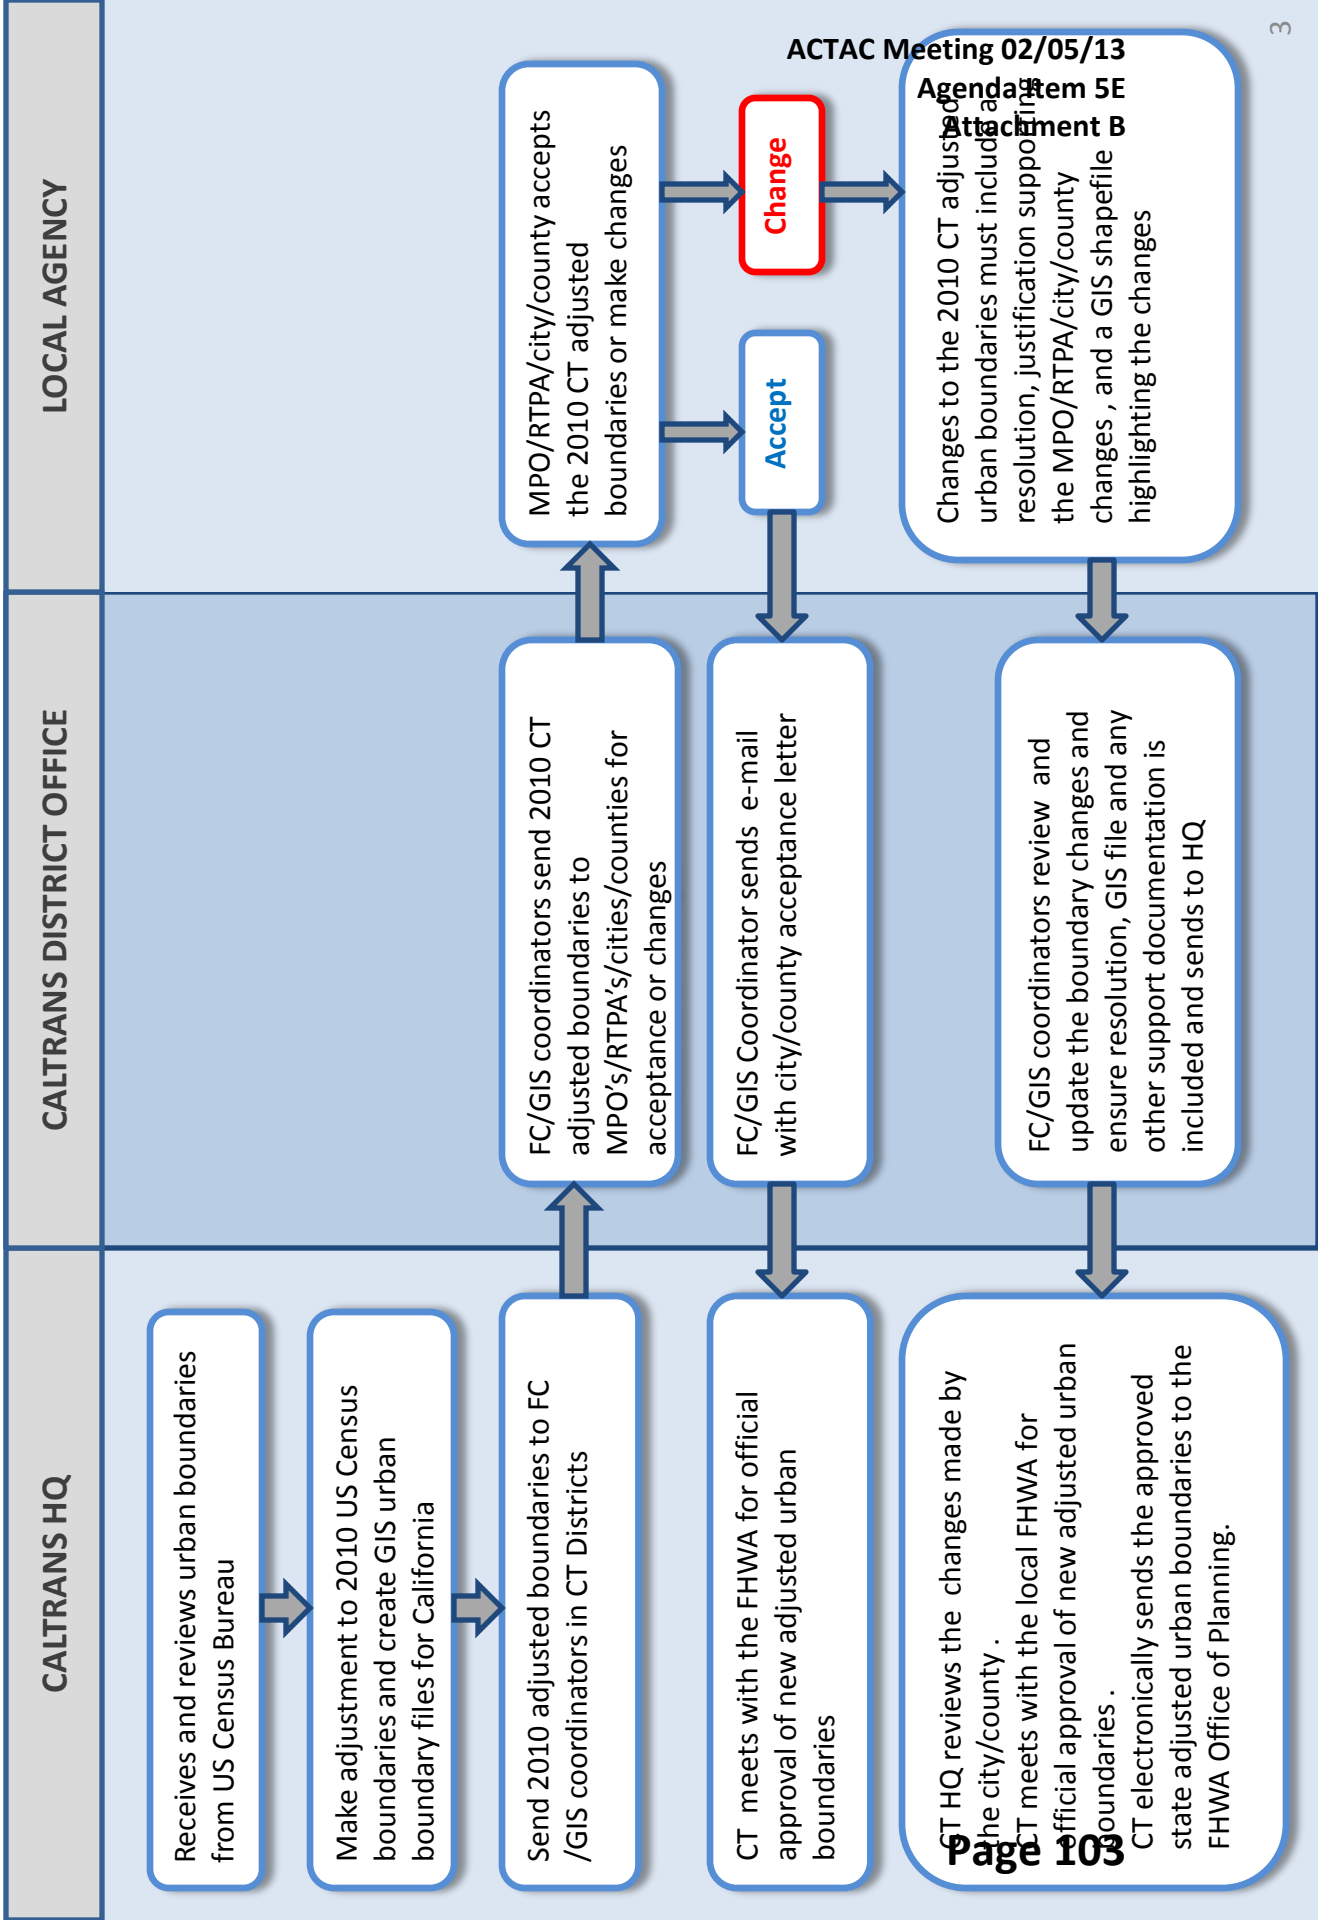 ACTAC Meeting 02/05/13
Agenda Item 5E
Attachment B
CALTRANS HQ
CALTRANS DISTRICT OFFICE
LOCAL AGENCY
Receives and reviews urban boundaries
from US Census Bureau
Make adjustment to 2010 US Census
boundaries and create GIS urban
boundary files for California
Send 2010 adjusted boundaries to FC
/GIS coordinators in CT Districts
FC/GIS coordinators send 2010 CT
adjusted boundaries to
MPO's/RTPA's/cities/counties for
acceptance or changes
MPO/RTPA/city/county accepts
the 2010 CT adjusted
boundaries or make changes
Accept
Change
FC/GIS Coordinator sends e-mail
with city/county acceptance letter
CT meets with the FHWA for official
approval of new adjusted urban
boundaries
Changes to the 2010 CT adjusted
urban boundaries must include a
resolution, justification supporting
the MPO/RTPA/city/county
changes , and a GIS shapefile
highlighting the changes
FC/GIS coordinators review and
update the boundary changes and
ensure resolution, GIS file and any
other support documentation is
included and sends to HQ
CT HQ reviews the changes made by
the city/county .
CT meets with the local FHWA for
official approval of new adjusted urban
boundaries .
CT electronically sends the approved
state adjusted urban boundaries to the
FHWA Office of Planning.
3
Page 103